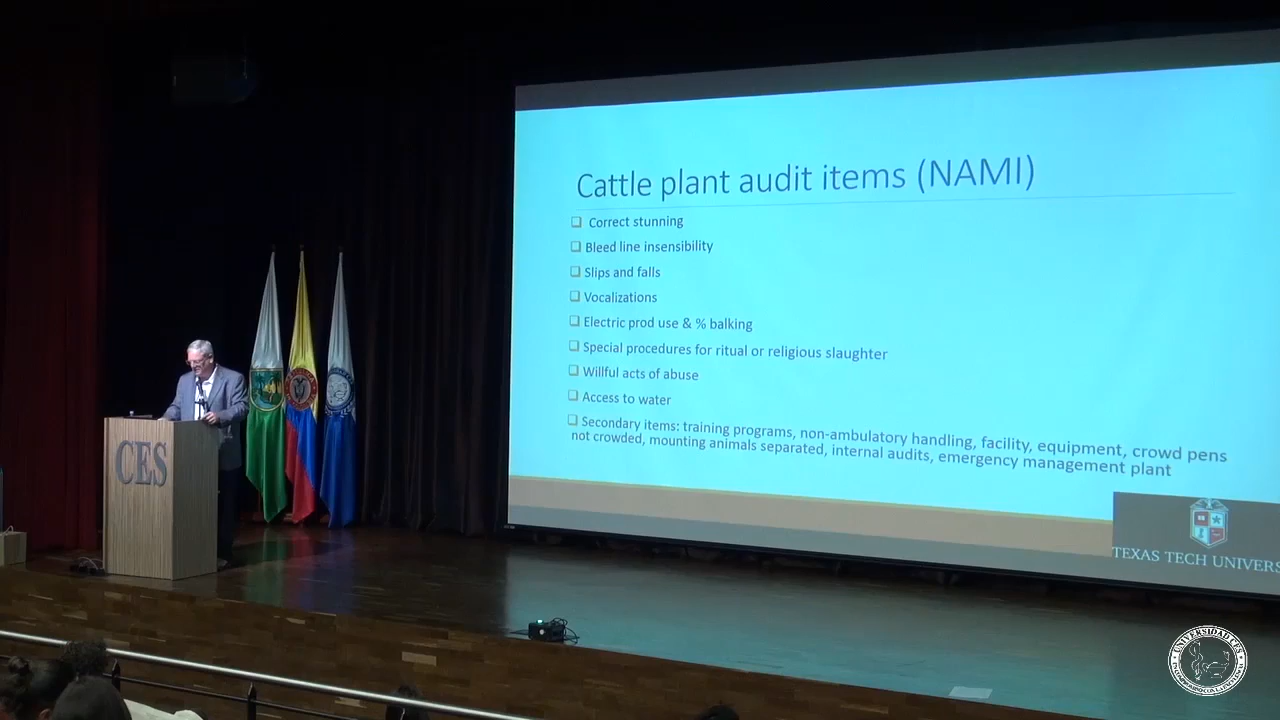 Cattle plant audit items (NAMI)
Correct stunning
Bleed line insensibility
Slips and falls
Vocalizations
Electric prod use & % balking
Special procedures for ritual or religious slaughter
Willful acts of abuse
Access to water
Secondary items: training programs, non-ambulatory handling, facility, equipment, crowd pens
not crowded, mounting animals separated, internal audits, emergency management plant
CES
TEXAS TECH UNIVERS
UNIVERSIDAD CES